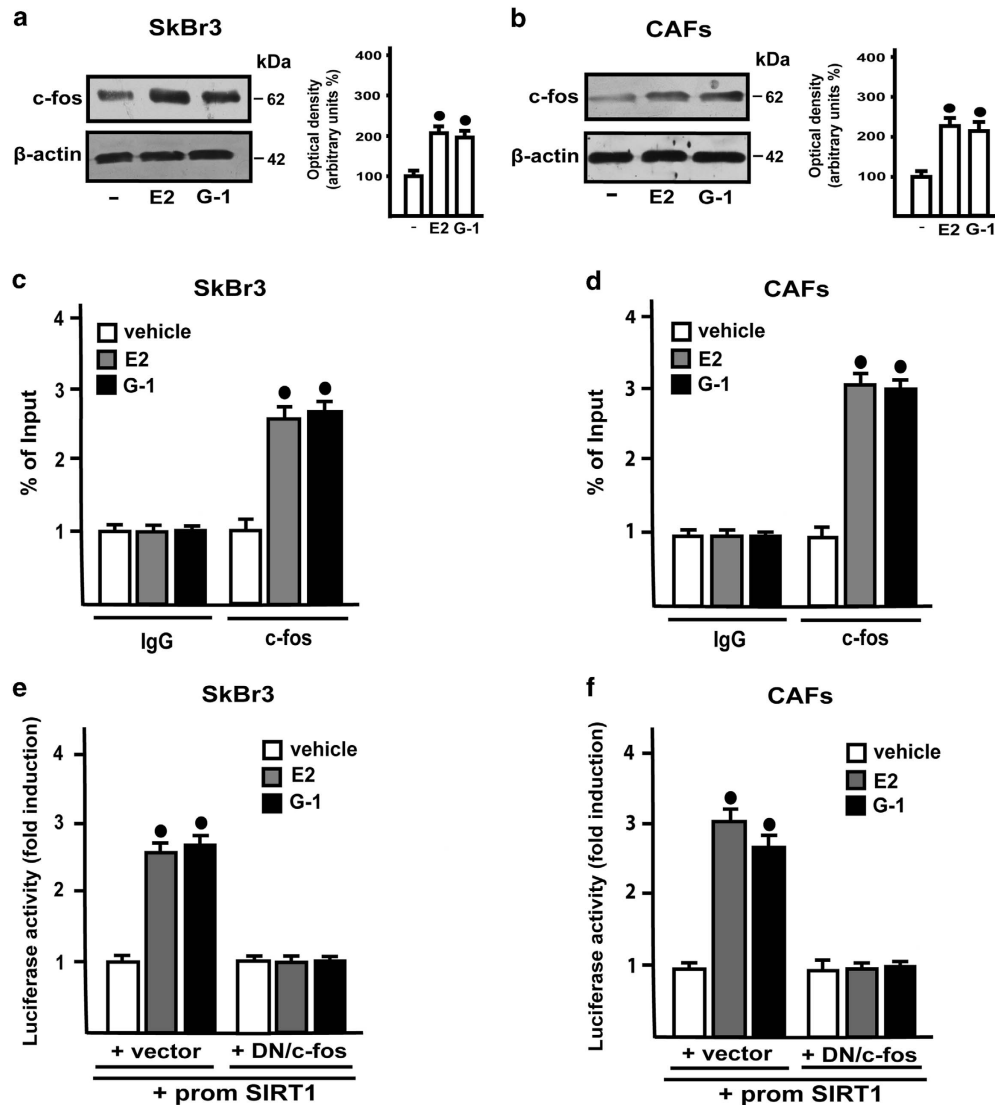 a
SkBr3
kDa
c-fos
– 62
β-actin
– 42
– E2 G-1
Optical density
(arbitrary units %)
400
300
200
100
- E2 G-1
b
CAFs
kDa
c-fos
– 62
β-actin
– 42
– E2 G-1
Optical density
(arbitrary units %)
400
300
200
100
- E2 G-1
c
SkBr3
% of Input
4
3
2
1
vehicle
E2
G-1
IgG c-fos
d
CAFs
% of Input
4
3
2
1
vehicle
E2
G-1
IgG c-fos
e
SkBr3
Luciferase activity (fold induction)
4
3
2
1
vehicle
E2
G-1
+ vector + DN/c-fos
+ prom SIRT1
f
CAFs
Luciferase activity (fold induction)
4
3
2
1
vehicle
E2
G-1
+ vector + DN/c-fos
+ prom SIRT1